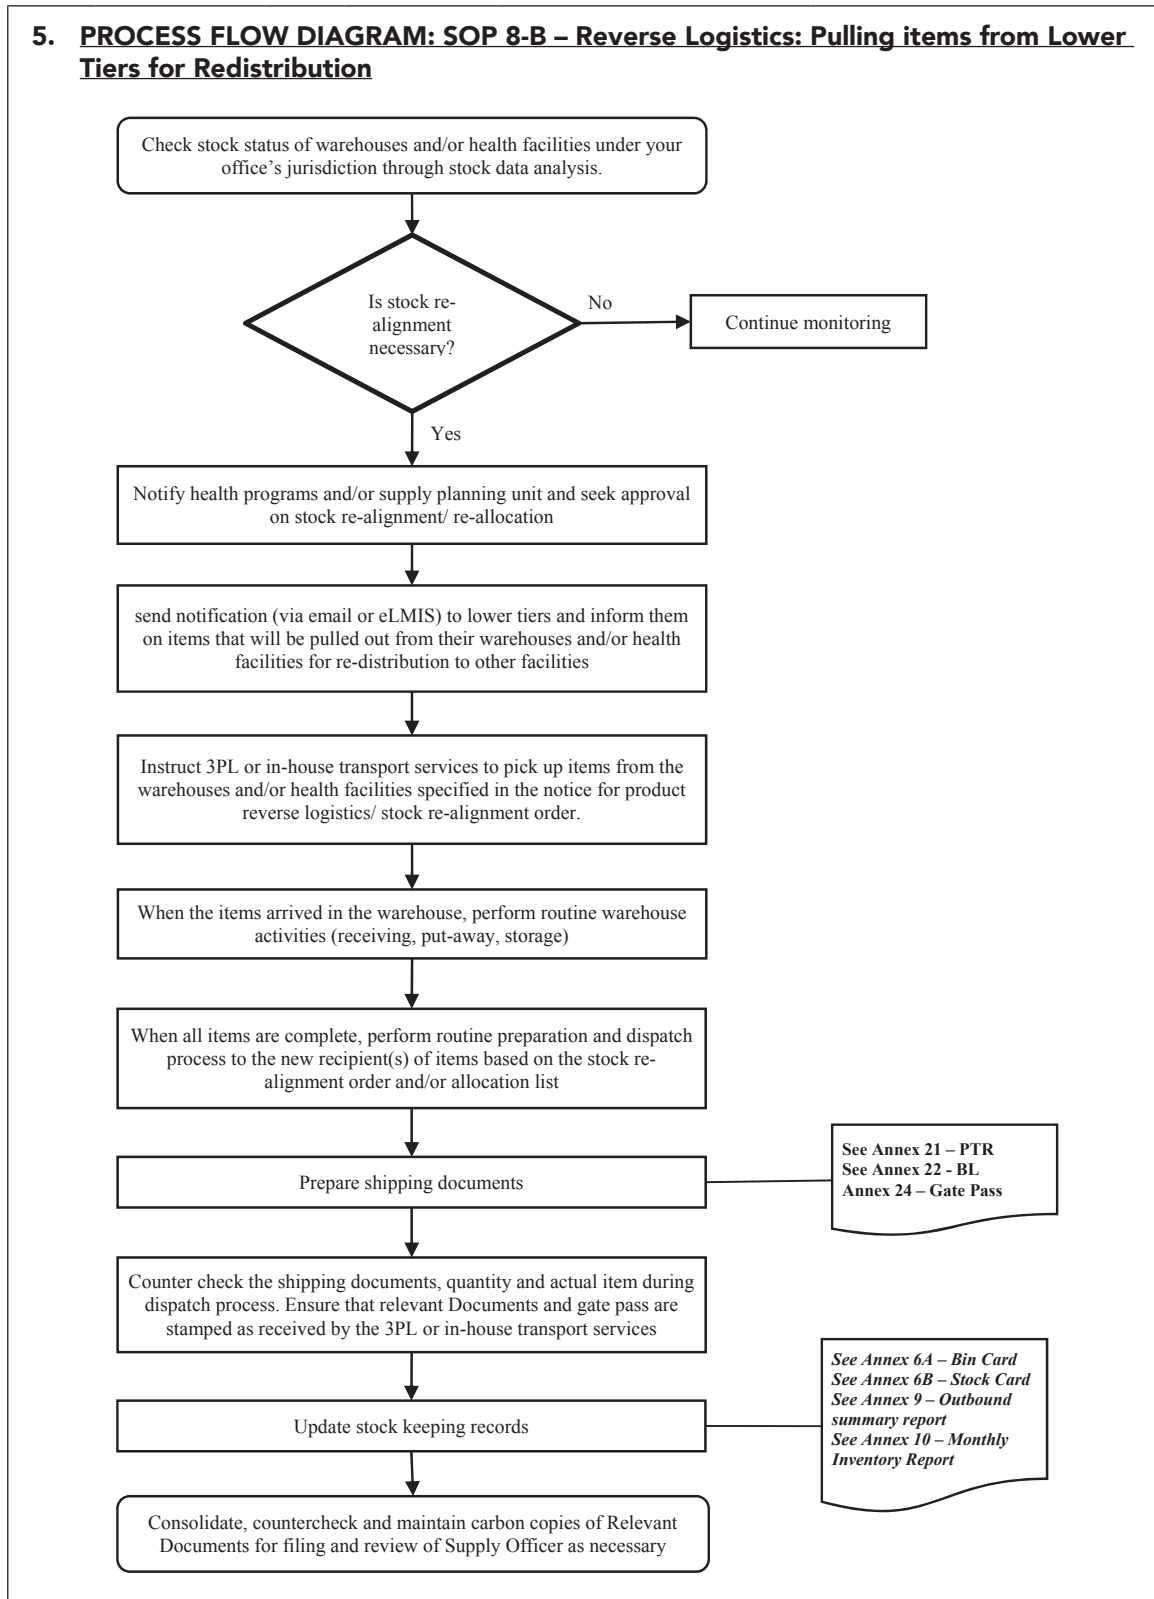 5. PROCESS FLOW DIAGRAM: SOP 8-B – Reverse Logistics: Pulling items from Lower
Tiers for Redistribution
Check stock status of warehouses and/or health facilities under your
office's jurisdiction through stock data analysis.
Is stock re-
alignment
necessary?
No
Continue monitoring
Yes
Notify health programs and/or supply planning unit and seek approval
on stock re-alignment/ re-allocation
send notification (via email or eLMIS) to lower tiers and inform them
on items that will be pulled out from their warehouses and/or health
facilities for re-distribution to other facilities
Instruct 3PL or in-house transport services to pick up items from the
warehouses and/or health facilities specified in the notice for product
reverse logistics/ stock re-alignment order.
When the items arrived in the warehouse, perform routine warehouse
activities (receiving, put-away, storage)
When all items are complete, perform routine preparation and dispatch
process to the new recipient(s) of items based on the stock re-
alignment order and/or allocation list
Prepare shipping documents
See Annex 21 – PTR
See Annex 22 - BL
Annex 24 – Gate Pass
Counter check the shipping documents, quantity and actual item during
dispatch process. Ensure that relevant Documents and gate pass are
stamped as received by the 3PL or in-house transport services
Update stock keeping records
See Annex 6A – Bin Card
See Annex 6B – Stock Card
See Annex 9 – Outbound
summary report
See Annex 10 – Monthly
Inventory Report
Consolidate, countercheck and maintain carbon copies of Relevant
Documents for filing and review of Supply Officer as necessary